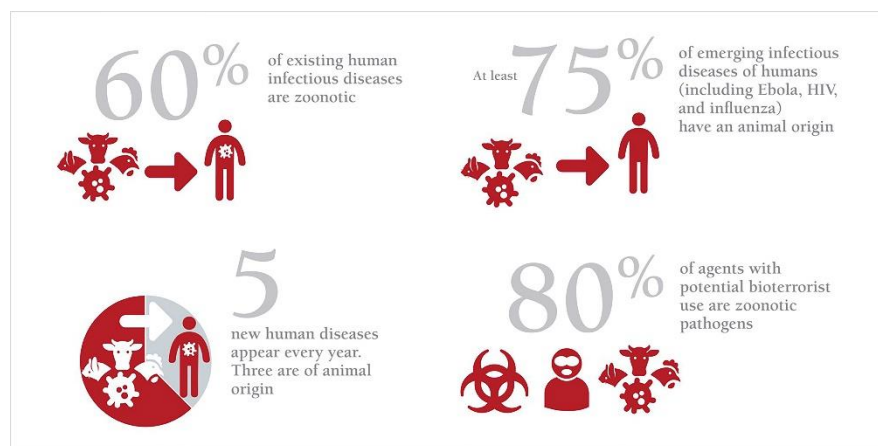 60%
of existing human
infectious diseases
are zoonotic
At least 75%
of emerging infectious
diseases of humans
(including Ebola, HIV,
and influenza)
have an animal origin
5
new human diseases
appear every year.
Three are of animal
origin
80%
of agents with
potential bioterrorist
use are zoonotic
pathogens